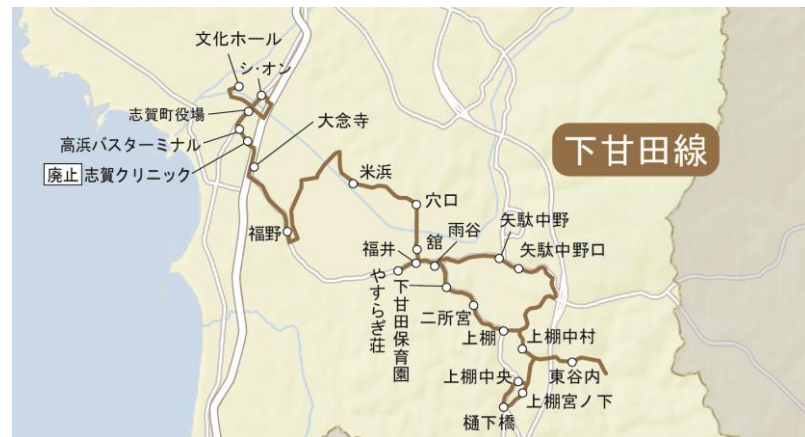 文化ホール
シ・オン
志賀町役場
大念寺
高浜バスターミナル
廃止 志賀クリニック
下甘田線
米浜
穴口
福野
舘
雨谷
矢駄中野
福井
矢駄中野口
やすらぎ荘
下甘田保育園
二所宮
上棚
上棚中村
上棚中央
東谷内
上棚宮ノ下
樋下橋